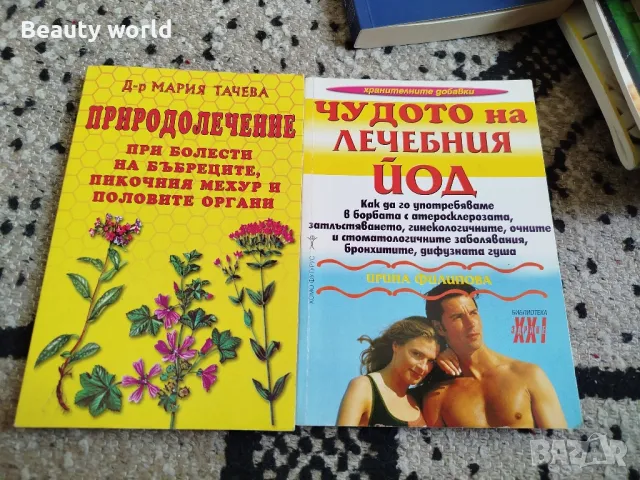 Beauty world
Д-р МАРИЯ ТАЧЕВА
ПРИРОДОЛЕЧЕНИЕ
ПРИ БОЛЕСТИ
НА БЪБРЕЦИТЕ,
ПИКОЧНИЯ МЕХУР И
ПОЛОВИТЕ ОРГАНИ
хранителните добавки
ЧУДОТО на
ЛЕЧЕБНИЯ
ЙОД
Как да го употребяваме
в борбата с атеросклерозата,
затлъстяването, гинекологичните, очните
и стоматологичните заболявания,
бронхитите, дифузната гуша
ИРИНА ФИЛИПОВА
БИБЛИОТЕКА
XXI
BAZAR